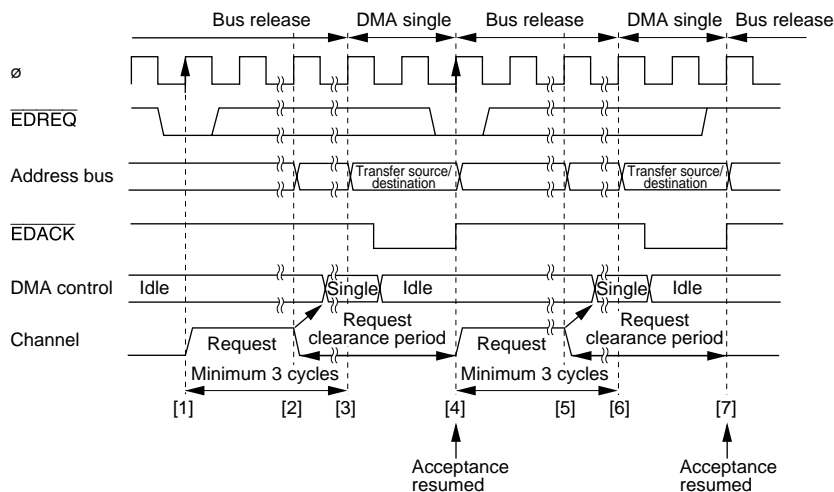 Bus release DMA single Bus release DMA single Bus release
ø
EDREQ
Address bus Transfer source/ destination Transfer source/ destination
EDACK
DMA control Idle Single Idle Single Idle
Channel Request Request clearance period Request Request clearance period
Minimum 3 cycles Minimum 3 cycles
[1] [2] [3] [4] [5] [6] [7]
Acceptance resumed Acceptance resumed